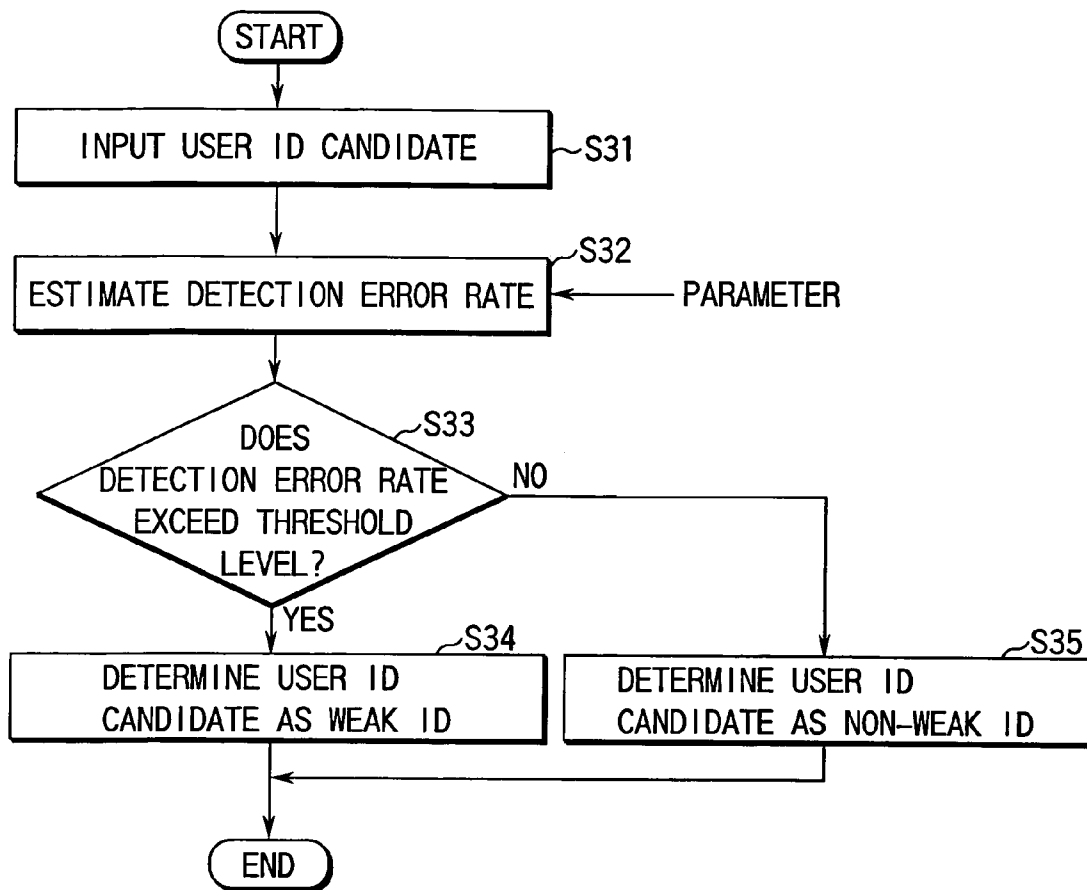 START
INPUT USER ID CANDIDATE
~S31
~S32
ESTIMATE DETECTION ERROR RATE
PARAMETER
~S33
DOES
DETECTION ERROR RATE
EXCEED THRESHOLD
LEVEL?
NO
YES
~S34
DETERMINE USER ID
CANDIDATE AS WEAK ID
~S35
DETERMINE USER ID
CANDIDATE AS NON-WEAK ID
END